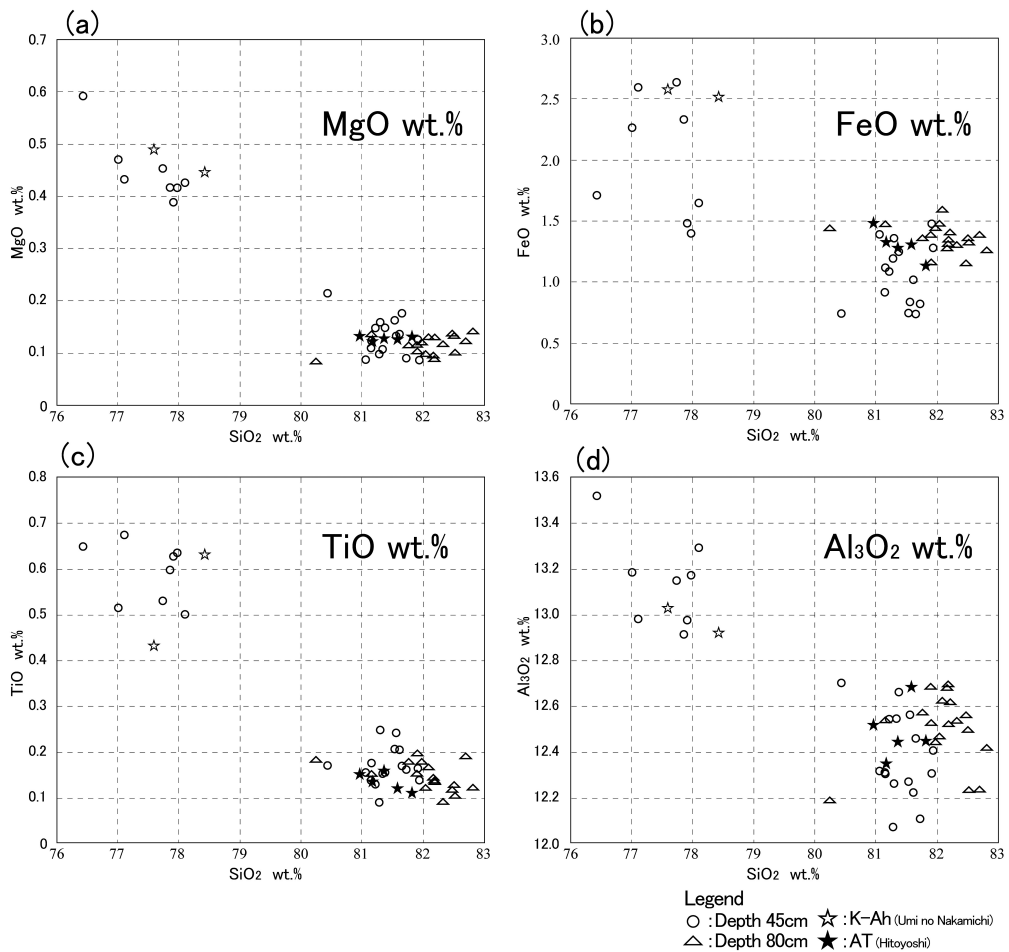 (a)
0.7
0.6
0.5
0.4
0.3
0.2
0.1
0
MgO wt.%
MgO wt.%
76 77 78 79 80 81 82 83
SiO2 wt.%
(b)
3.0
2.5
2.0
1.5
1.0
0.5
0.0
FeO wt.%
FeO wt.%
76 77 78 79 80 81 82 83
SiO2 wt.%
(c)
0.8
0.7
0.6
0.5
0.4
0.3
0.2
0.1
0
TiO wt.%
TiO wt.%
76 77 78 79 80 81 82 83
SiO2 wt.%
(d)
13.6
13.4
13.2
13.0
12.8
12.6
12.4
12.2
12.0
Al3O2 wt.%
Al3O2 wt.%
76 77 78 79 80 81 82 83
SiO2 wt.%
Legend
○ :Depth 45cm ☆ :K-Ah (Umi no Nakamichi)
△ :Depth 80cm ★ :AT (Hitoyoshi)